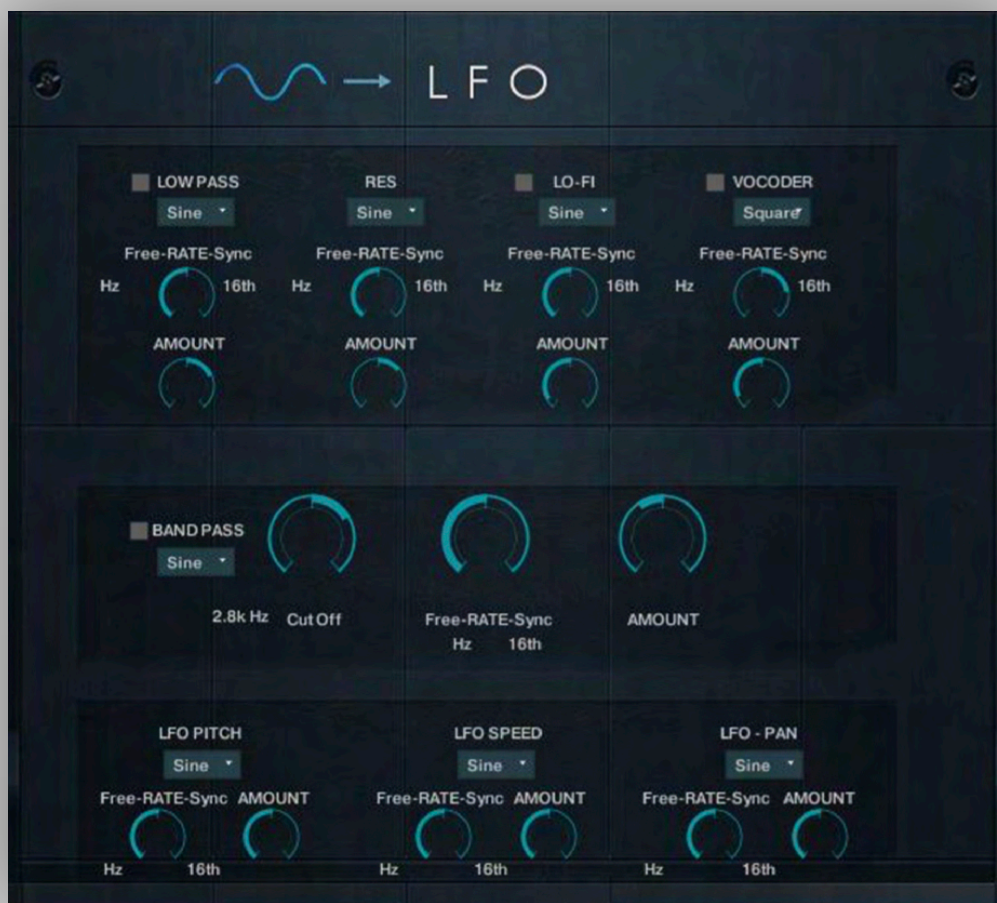 LFO
LOW PASS RES LO-FI VOCODER
Sine Sine Sine Square
Free-RATE-Sync Free-RATE-Sync Free-RATE-Sync Free-RATE-Sync
Hz 16th Hz 16th Hz 16th Hz 16th
AMOUNT AMOUNT AMOUNT AMOUNT
BAND PASS
Sine
2.8k Hz Cut Off Free-RATE-Sync AMOUNT
Hz 16th
LFO PITCH LFO SPEED LFO - PAN
Sine Sine Sine
Free-RATE-Sync AMOUNT Free-RATE-Sync AMOUNT Free-RATE-Sync AMOUNT
Hz 16th Hz 16th Hz 16th